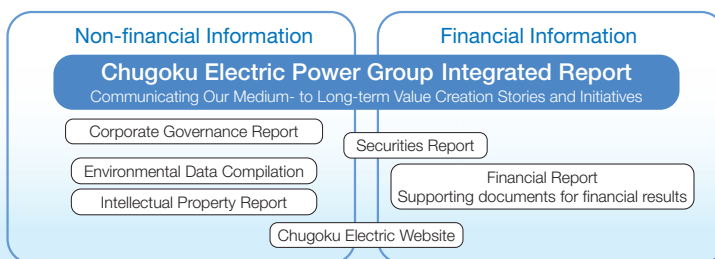 Non-financial Information
Financial Information
Chugoku Electric Power Group Integrated Report
Communicating Our Medium- to Long-term Value Creation Stories and Initiatives
Corporate Governance Report
Securities Report
Environmental Data Compilation
Financial Report
Supporting documents for financial results
Intellectual Property Report
Chugoku Electric Website